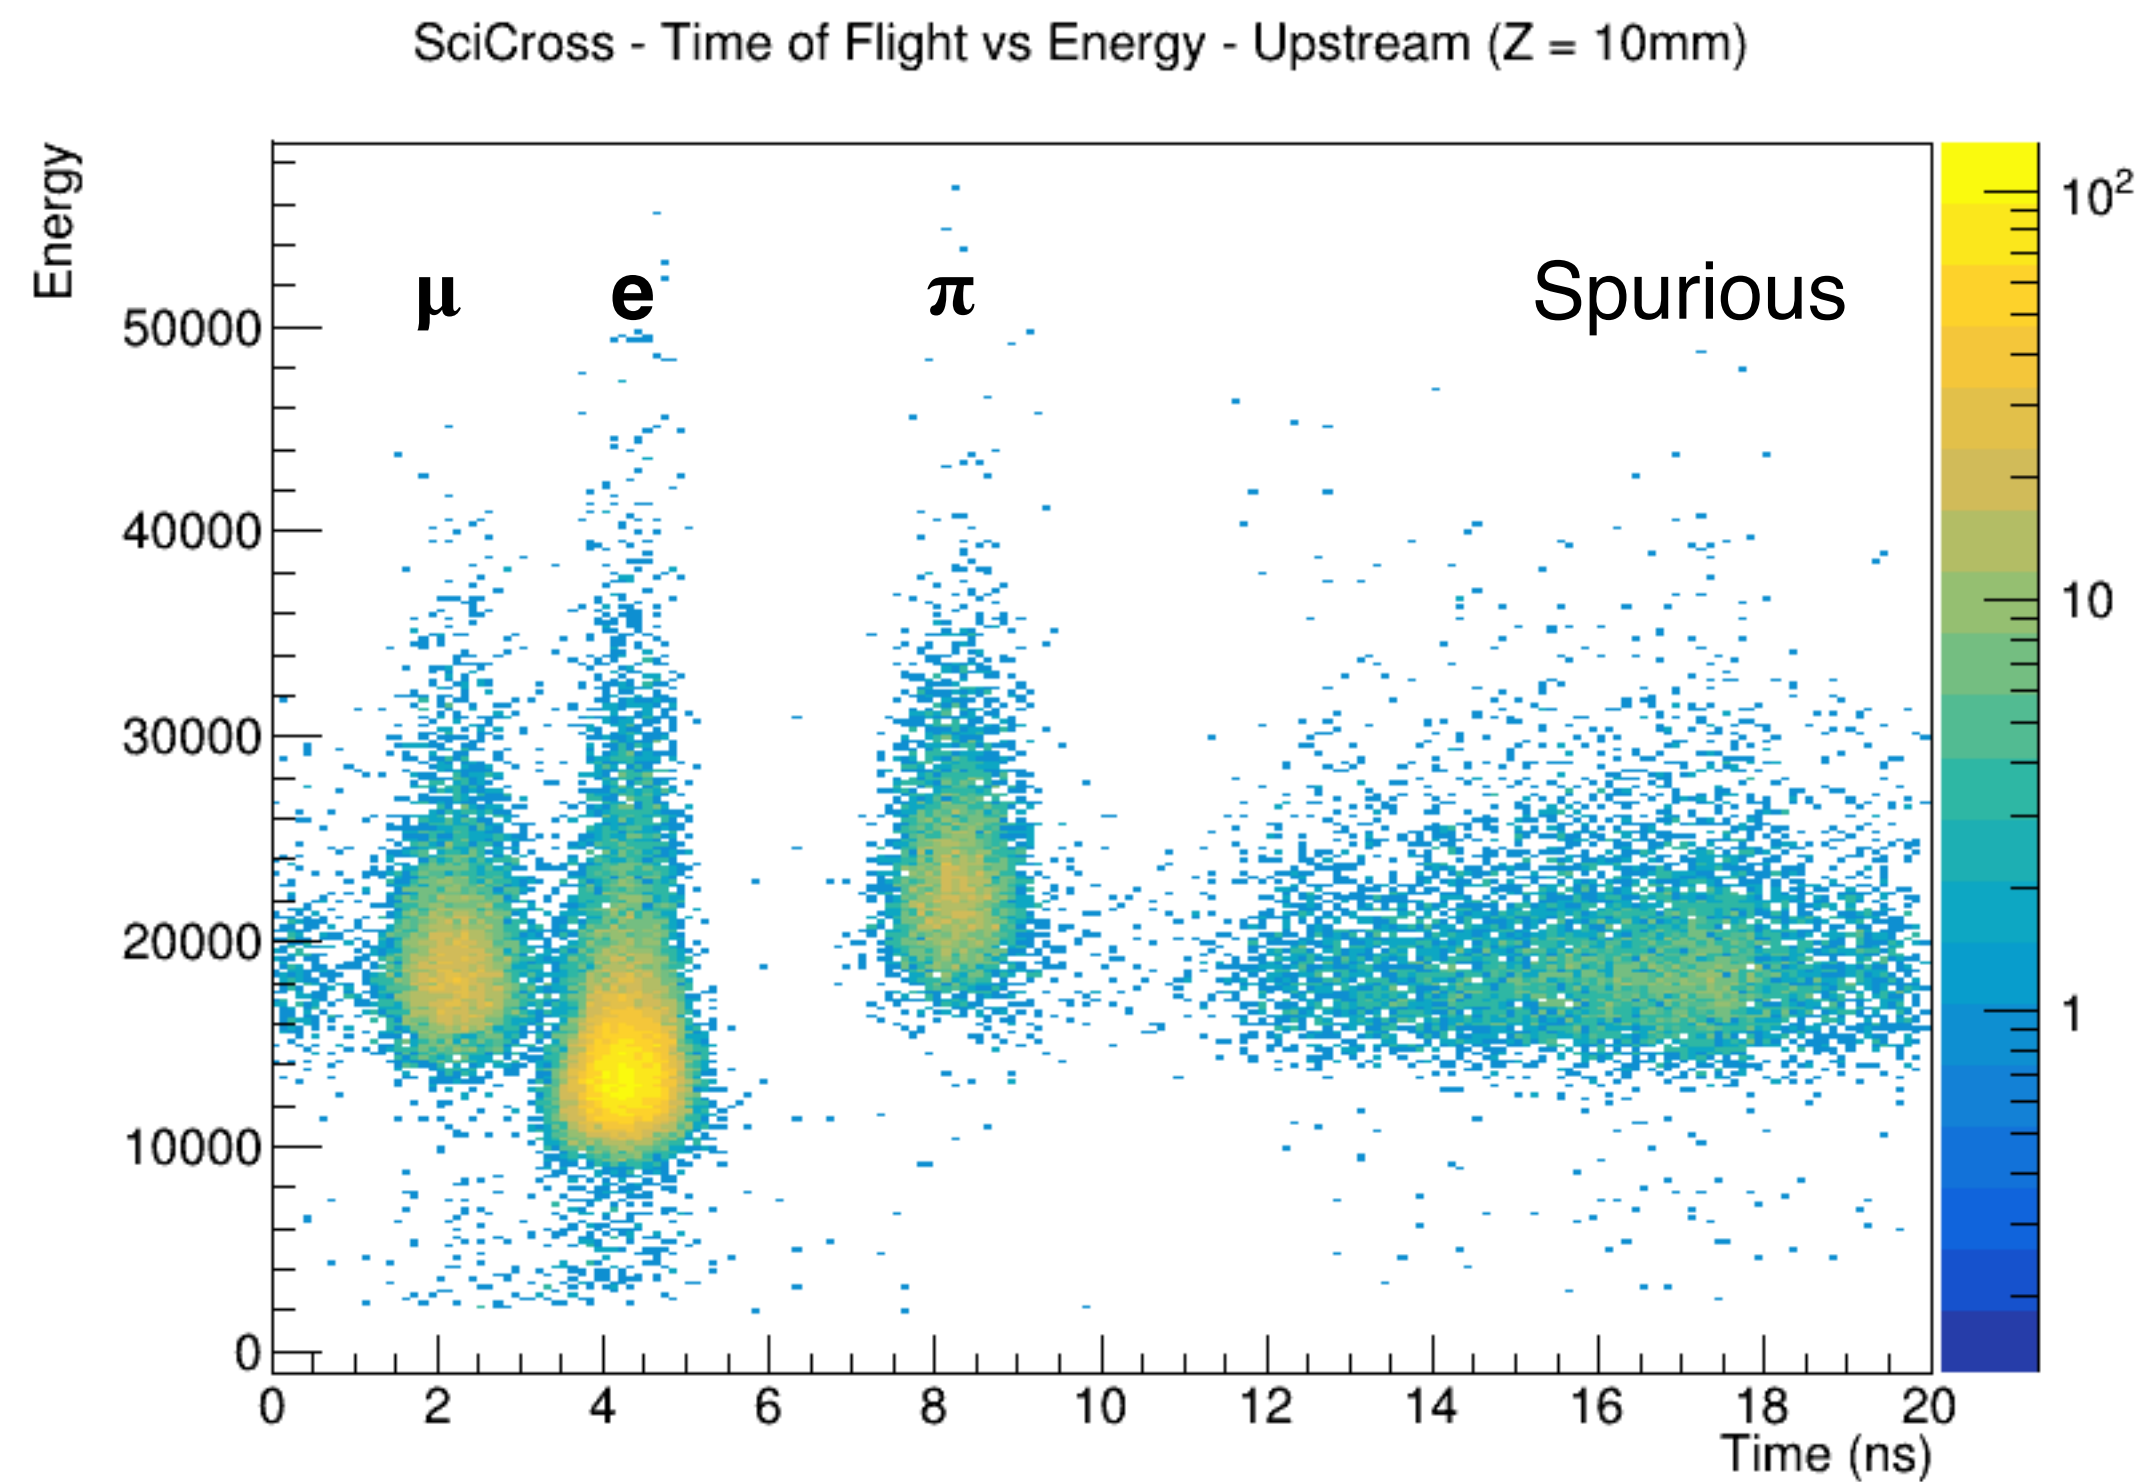 SciCross - Time of Flight vs Energy - Upstream (Z = 10mm)
Energy
μ e π Spurious
50000
40000
30000
20000
10000
0
0 2 4 6 8 10 12 14 16 18 20
Time (ns)
10²
10
1